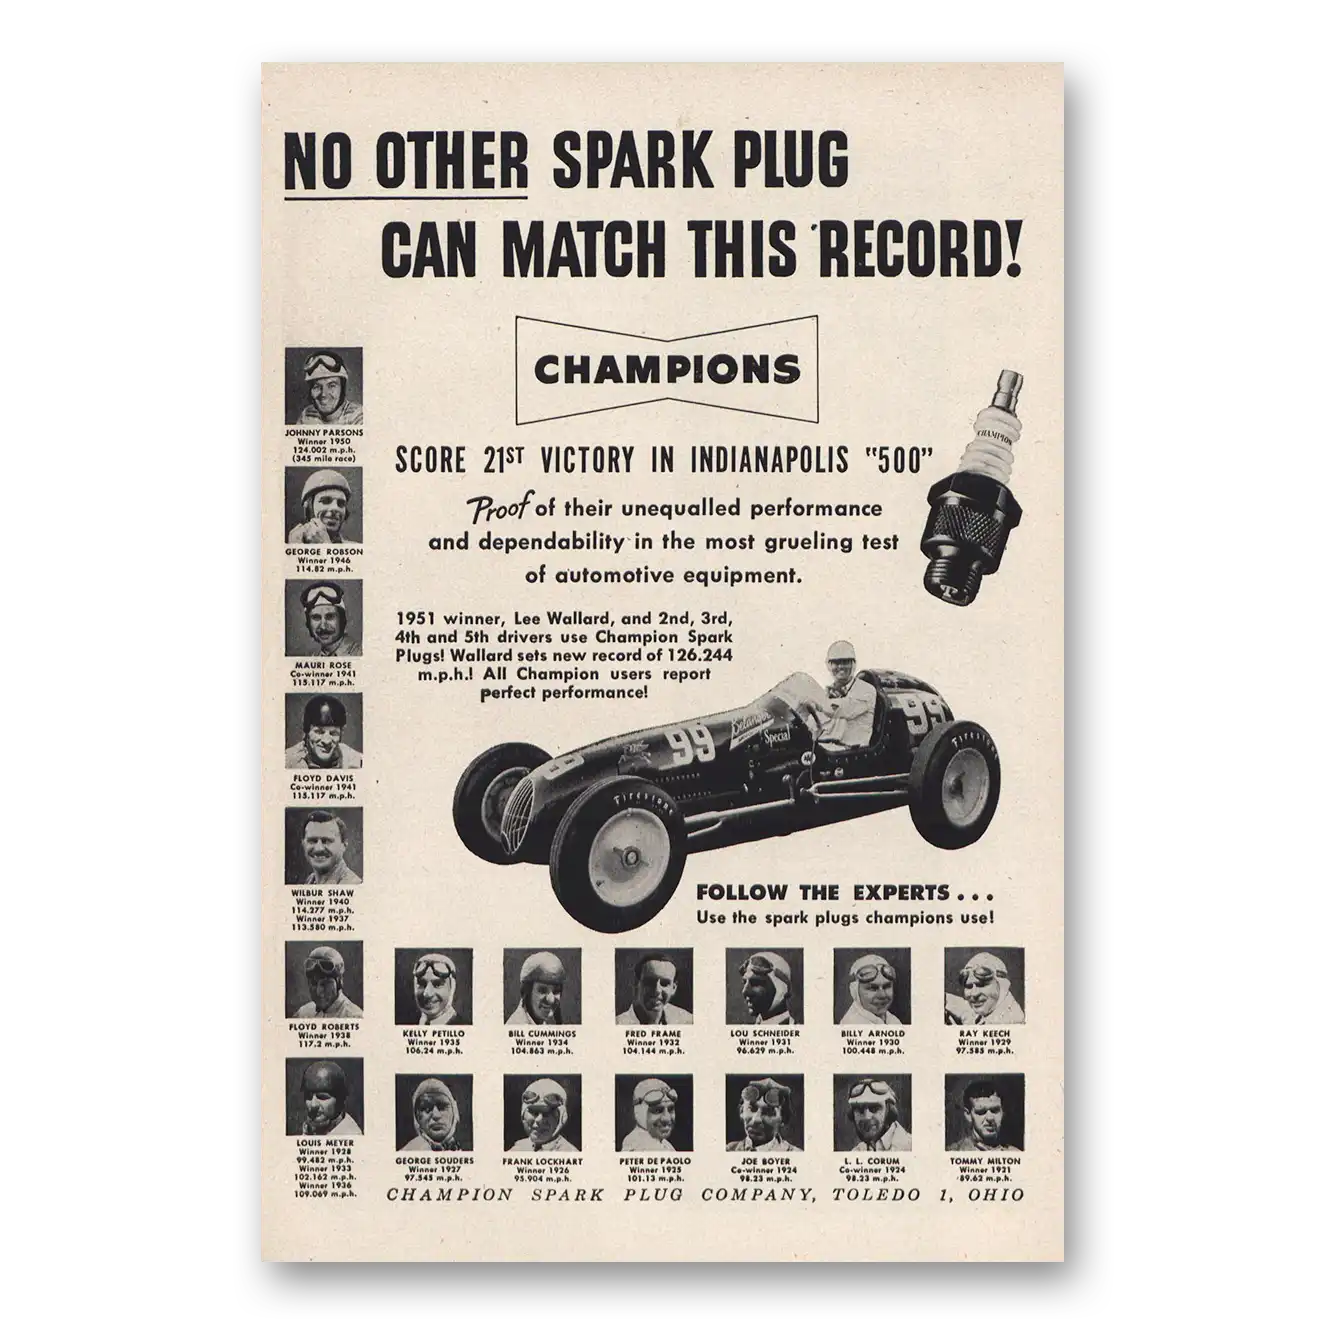 NO OTHER SPARK PLUG
CAN MATCH THIS RECORD!
CHAMPIONS
CHAMPION
SCORE 21ST VICTORY IN INDIANAPOLIS "500"
Proof of their unequalled performance
and dependability in the most grueling test
of automotive equipment.
1951 winner, Lee Wallard, and 2nd, 3rd,
4th and 5th drivers use Champion Spark
Plugs! Wallard sets new record of 126.244
m.p.h.! All Champion users report
perfect performance!
99
Belanger
Special
99
Firestone
Firestone
FOLLOW THE EXPERTS...
Use the spark plugs champions use!
JOHNNY PARSONS
Winner 1950
124.002 m.p.h.
(345 mile race)
GEORGE ROBSON
Winner 1946
114.82 m.p.h.
MAURI ROSE
Co-winner 1941
115.117 m.p.h.
FLOYD DAVIS
Co-winner 1941
115.117 m.p.h.
WILBUR SHAW
Winner 1940
114.277 m.p.h.
Winner 1937
113.580 m.p.h.
FLOYD ROBERTS
Winner 1938
117.2 m.p.h.
LOUIS MEYER
Winner 1928
99.482 m.p.h.
Winner 1933
102.162 m.p.h.
Winner 1936
109.069 m.p.h.
KELLY PETILLO
Winner 1935
106.24 m.p.h.
BILL CUMMINGS
Winner 1934
104.863 m.p.h.
FRED FRAME
Winner 1932
104.144 m.p.h.
LOU SCHNEIDER
Winner 1931
96.629 m.p.h.
BILLY ARNOLD
Winner 1930
100.448 m.p.h.
RAY KEECH
Winner 1929
97.585 m.p.h.
GEORGE SOUDERS
Winner 1927
97.545 m.p.h.
FRANK LOCKHART
Winner 1926
95.904 m.p.h.
PETER DE PAOLO
Winner 1925
101.13 m.p.h.
JOE BOYER
Co-winner 1924
98.23 m.p.h.
L. L. CORUM
Co-winner 1924
98.23 m.p.h.
TOMMY MILTON
Winner 1921
89.62 m.p.h.
CHAMPION SPARK PLUG COMPANY, TOLEDO 1, OHIO